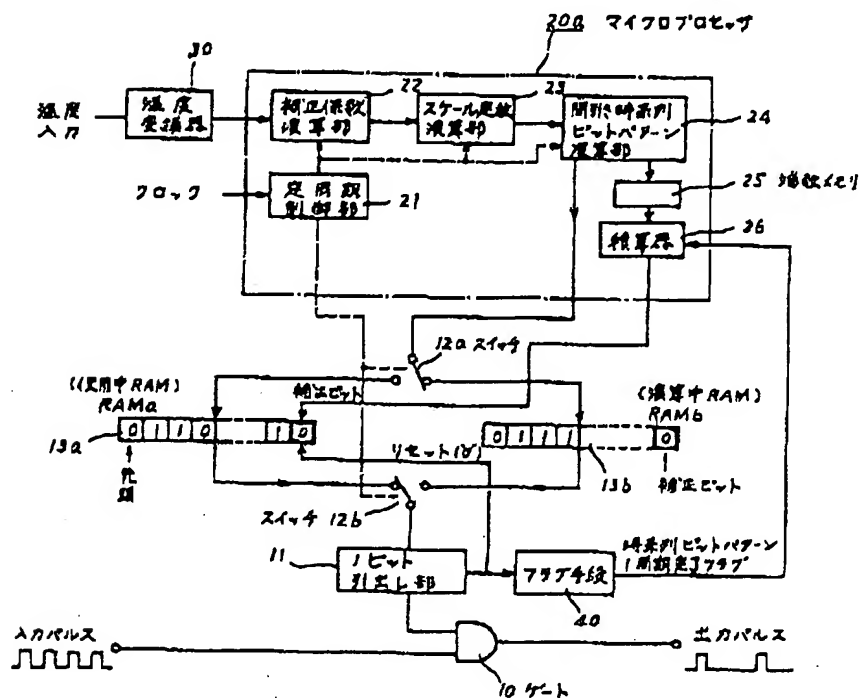 20a マイクロプロセッサ
30
温度
入力
温度
変換器
22
補正係数
演算部
23
スケール定数
演算部
間引き時系列
ビットパターン
演算部
24
クロック
定周期
制御部
21
25 端数メモリ
積算器
26
12a スイッチ
((使用中RAM)
RAMa
補正ビット
(演算中RAM)
RAMb
13a
0 1 1 0 1 0
0 1 1 1 0
先頭
リセット("0")
13b
補正ビット
スイッチ 12b
11
1ビット
引出し部
フラグ手段
40
時系列ビットパターン
1周期完了フラグ
入力パルス
出力パルス
10 ゲート